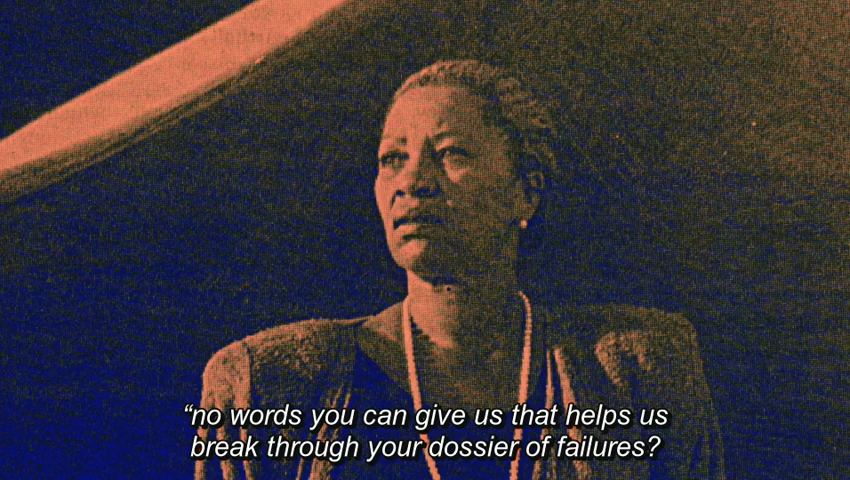 “no words you can give us that helps us
break through your dossier of failures?